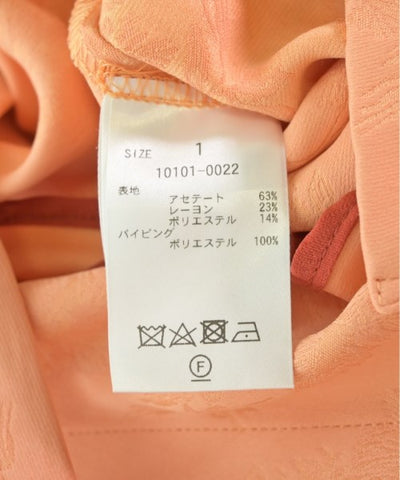 SIZE 1
10101-0022
表地
アセテート 63%
レーヨン 23%
ポリエステル 14%
パイピング
ポリエステル 100%
F